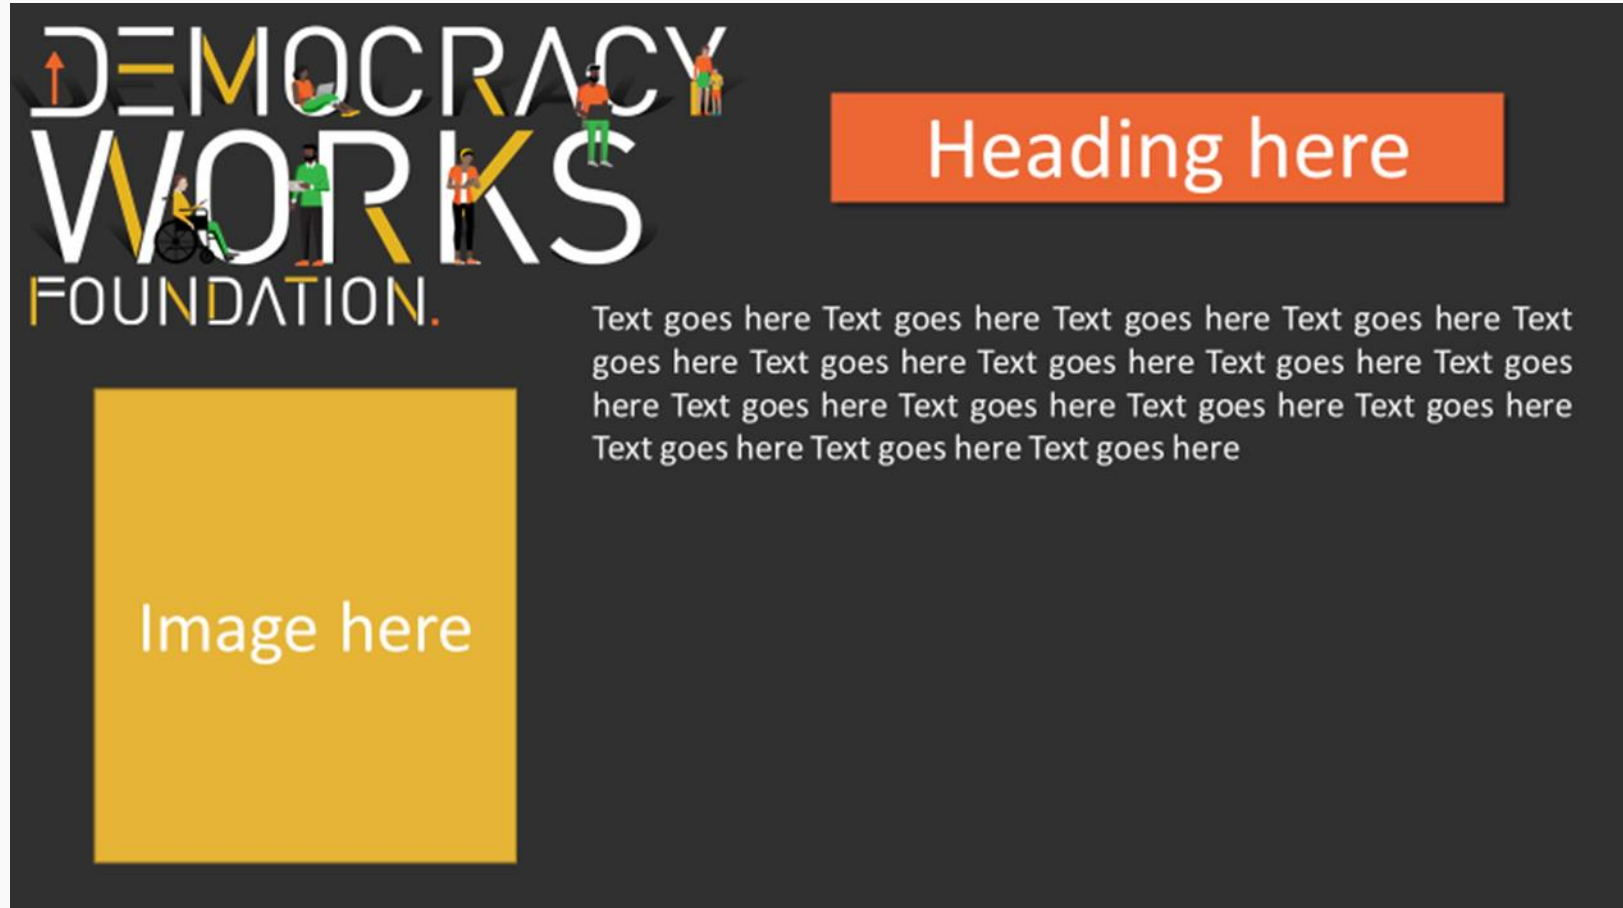 DEMOCRACY
WORKS
FOUNDATION.
Heading here
Text goes here Text goes here Text goes here Text goes here Text
goes here Text goes here Text goes here Text goes here Text goes
here Text goes here Text goes here Text goes here Text goes here
Text goes here Text goes here Text goes here
Image here